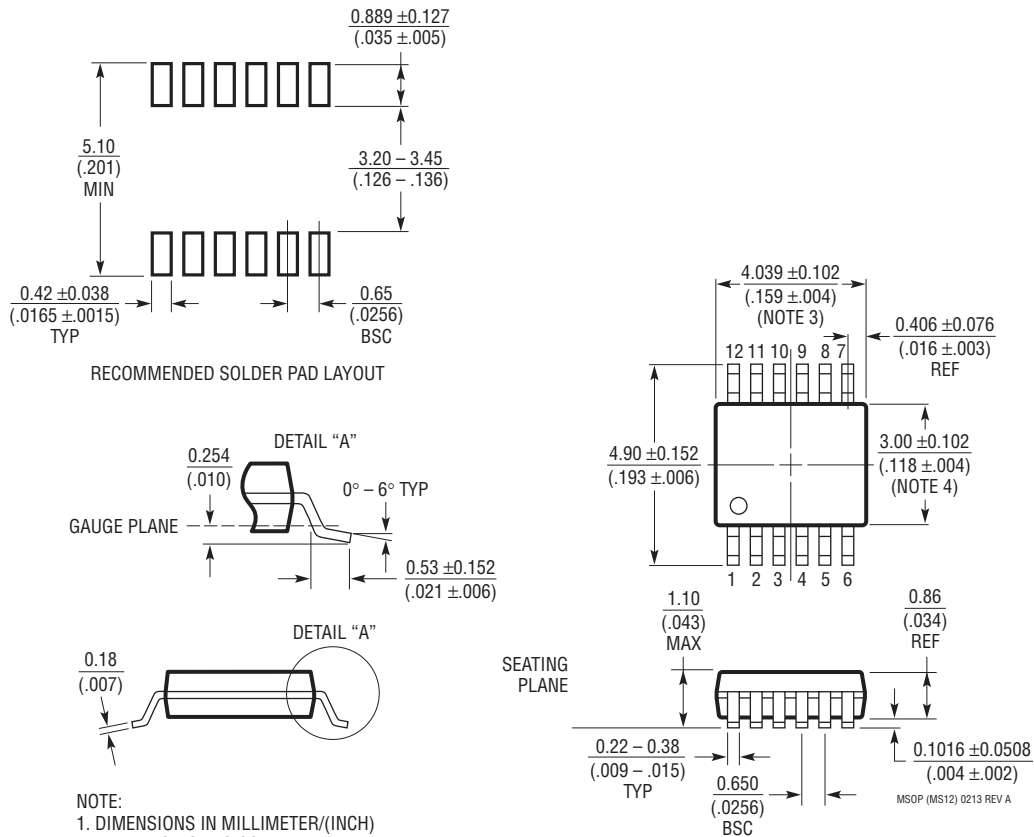 0.889 ±0.127
(.035 ±.005)
5.10
(.201)
MIN
3.20 – 3.45
(.126 – .136)
0.42 ±0.038
(.0165 ±.0015)
TYP
0.65
(.0256)
BSC
RECOMMENDED SOLDER PAD LAYOUT
4.039 ±0.102
(.159 ±.004)
(NOTE 3)
0.406 ±0.076
(.016 ±.003)
REF
12 11 10 9 8 7
4.90 ±0.152
(.193 ±.006)
3.00 ±0.102
(.118 ±.004)
(NOTE 4)
1 2 3 4 5 6
DETAIL “A”
0.254
(.010)
0° – 6° TYP
GAUGE PLANE
0.53 ±0.152
(.021 ±.006)
DETAIL “A”
0.18
(.007)
1.10
(.043)
MAX
0.86
(.034)
REF
SEATING
PLANE
0.22 – 0.38
(.009 – .015)
TYP
0.650
(.0256)
BSC
0.1016 ±0.0508
(.004 ±.002)
MSOP (MS12) 0213 REV A
NOTE:
1. DIMENSIONS IN MILLIMETER/(INCH)